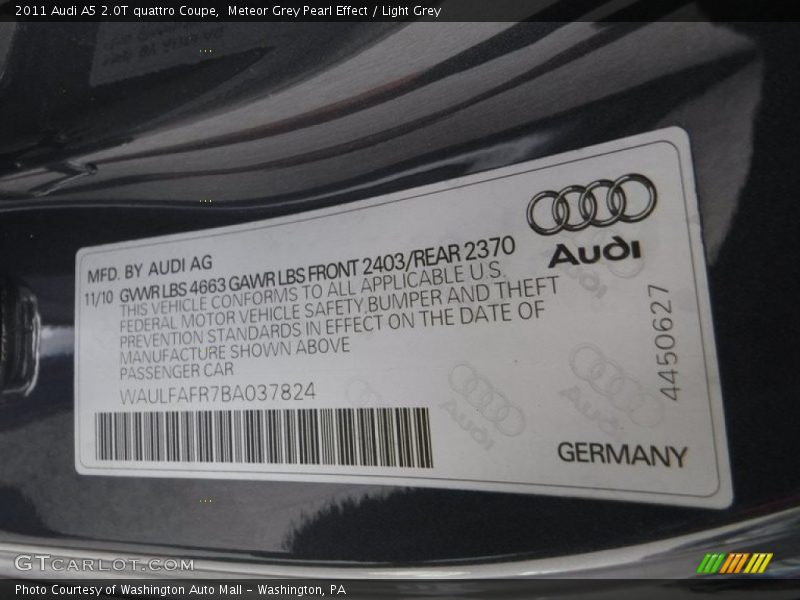 2011 Audi A5 2.0T quattro Coupe,  Meteor Grey Pearl Effect / Light Grey
Audi
MFD. BY AUDI AG
11/10 GVWR LBS 4663 GAWR LBS FRONT 2403/REAR 2370
THIS VEHICLE CONFORMS TO ALL APPLICABLE U.S.
FEDERAL MOTOR VEHICLE SAFETY,BUMPER AND THEFT
PREVENTION STANDARDS IN EFFECT ON THE DATE OF
MANUFACTURE SHOWN ABOVE
PASSENGER CAR
WAULFAFR7BA037824
4450627
Audi
Audi
Audi
GERMANY
GTCARLOT.COM
Photo Courtesy of Washington Auto Mall - Washington, PA